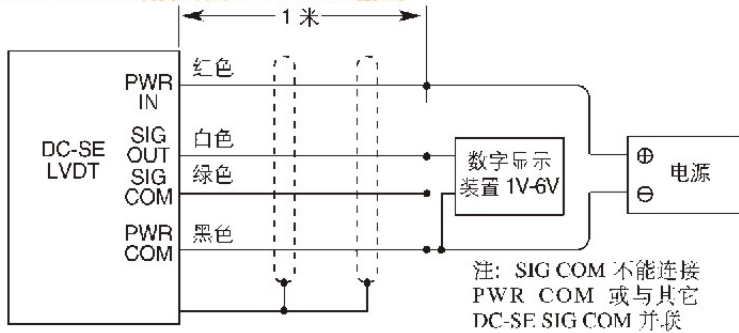 1 米
PWR IN
红色
DC-SE LVDT
SIG OUT
白色
SIG COM
绿色
PWR COM
黑色
数字显示
装置 1V-6V
⊕
⊖
电源
注: SIG COM 不能连接
PWR COM 或与其它
DC-SE SIG COM 并联